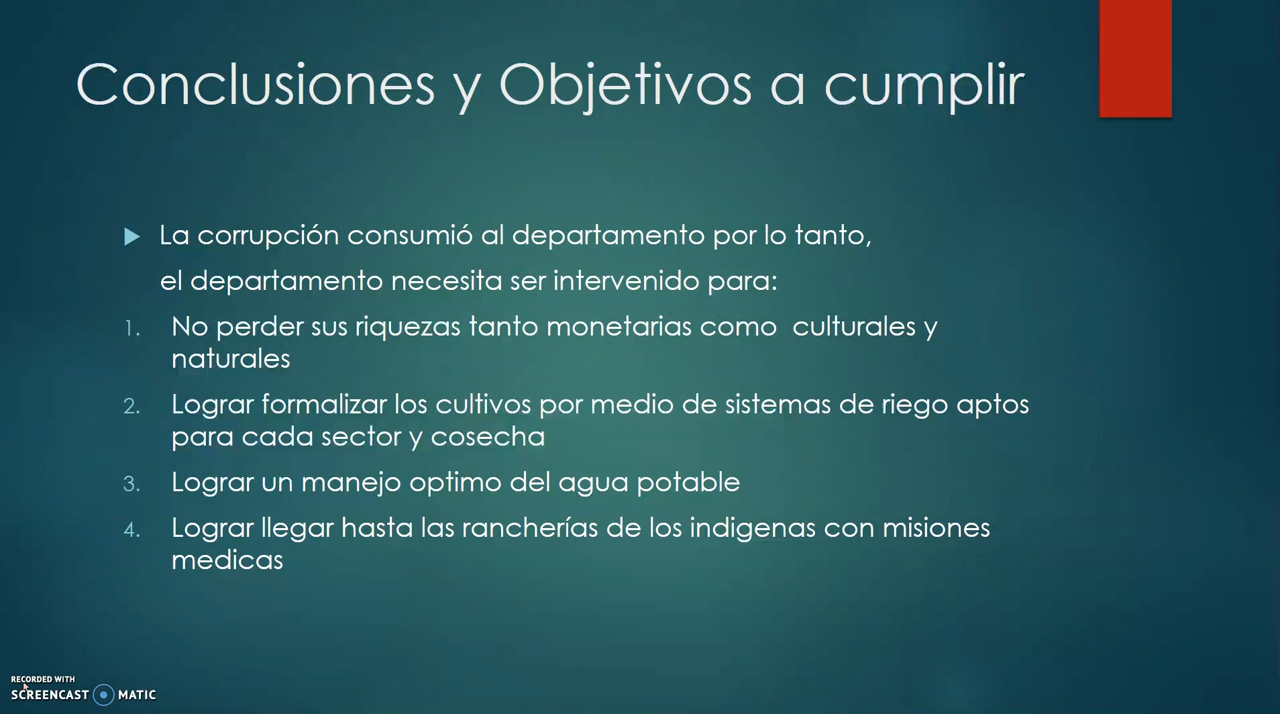 Conclusiones y Objetivos a cumplir
La corrupción consumió al departamento por lo tanto,
el departamento necesita ser intervenido para:
1. No perder sus riquezas tanto monetarias como  culturales y
naturales
2. Lograr formalizar los cultivos por medio de sistemas de riego aptos
para cada sector y cosecha
3. Lograr un manejo optimo del agua potable
4. Lograr llegar hasta las rancherías de los indigenas con misiones
medicas
RECORDED WITH
SCREENCAST MATIC